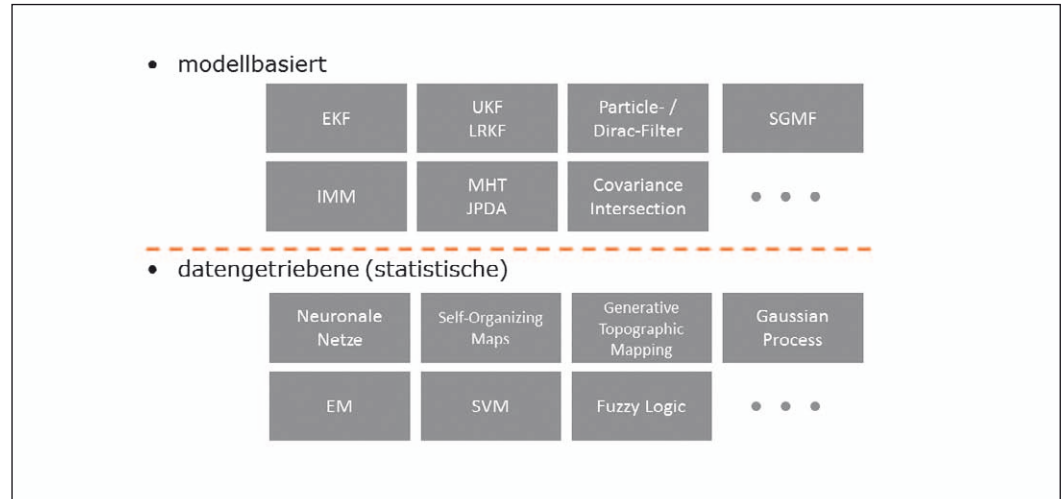 • modellbasiert
EKF
UKF
LRKF
Particle- /
Dirac-Filter
SGMF
IMM
MHT
JPDA
Covariance
Intersection
• • •
• datengetriebene (statistische)
Neuronale
Netze
Self-Organizing
Maps
Generative
Topographic
Mapping
Gaussian
Process
EM
SVM
Fuzzy Logic
• • •